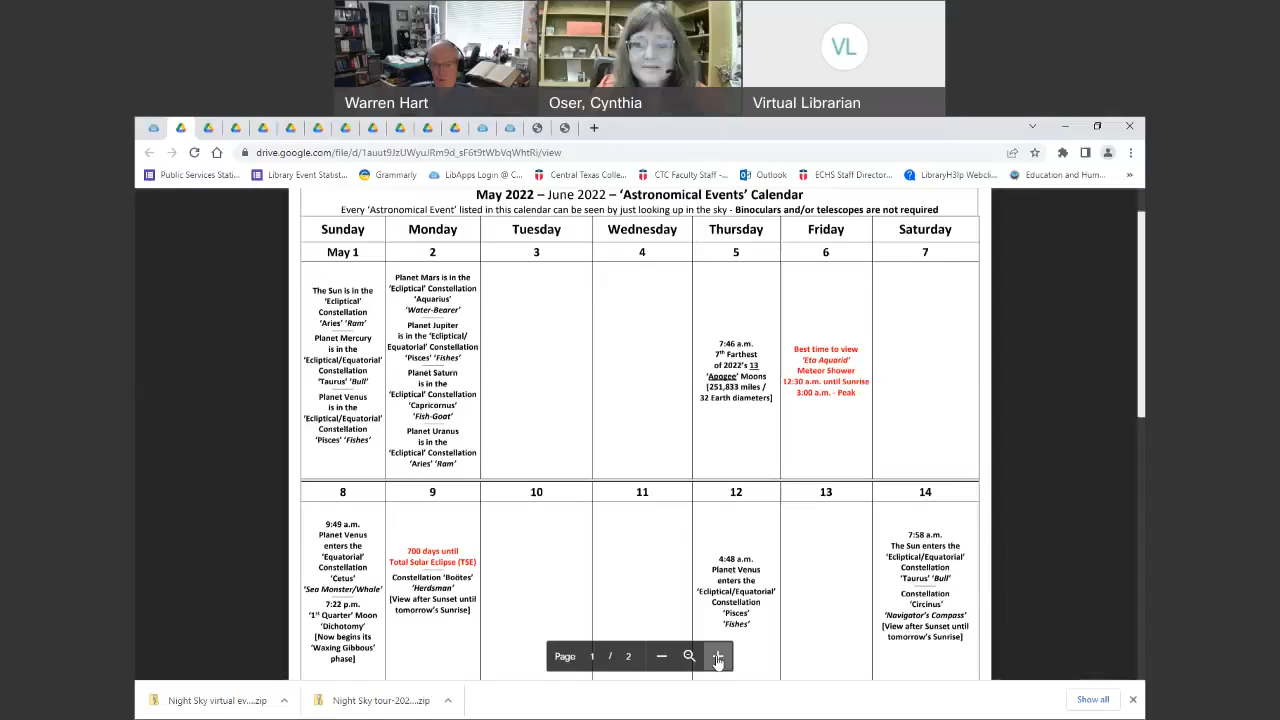 VL
Warren Hart
Oser, Cynthia
Virtual Librarian
drive.google.com/file/d/1auut9JzUWyuJRm9d_sF6t9tWbVqWhtRi/view
Public Services Stati...
Library Event Statist...
Grammarly
LibApps Login @ C...
Central Texas Colle...
CTC Faculty Staff -...
Outlook
ECHS Staff Director...
LibraryH3lp Webcli...
Education and Hum...
»
May 2022 – June 2022 – ‘Astronomical Events’ Calendar
Every ‘Astronomical Event’ listed in this calendar can be seen by just looking up in the sky - Binoculars and/or telescopes are not required
Sunday Monday Tuesday Wednesday Thursday Friday Saturday
May 1 2 3 4 5 6 7
The Sun is in the
‘Ecliptical’
Constellation
‘Aries’ ‘Ram’
Planet Mercury
is in the
‘Ecliptical/Equatorial’
Constellation
‘Taurus’ ‘Bull’
Planet Venus
is in the
‘Ecliptical/Equatorial’
Constellation
‘Pisces’ ‘Fishes’
Planet Mars is in the
‘Ecliptical’ Constellation
‘Aquarius’
‘Water-Bearer’
Planet Jupiter
is in the ‘Ecliptical/
Equatorial’ Constellation
‘Pisces’ ‘Fishes’
Planet Saturn
is in the
‘Ecliptical’ Constellation
‘Capricornus’
‘Fish-Goat’
Planet Uranus
is in the
‘Ecliptical’ Constellation
‘Aries’ ‘Ram’
7:46 a.m.
7th Farthest
of 2022’s 13
‘Apogee’ Moons
[251,833 miles /
32 Earth diameters]
Best time to view
‘Eta Aquarid’
Meteor Shower
12:30 a.m. until Sunrise
3:00 a.m. - Peak
8 9 10 11 12 13 14
9:49 a.m.
Planet Venus
enters the
‘Equatorial’
Constellation
‘Cetus’
‘Sea Monster/Whale’
7:22 p.m.
‘1st Quarter’ Moon
‘Dichotomy’
[Now begins its
‘Waxing Gibbous’
phase]
700 days until
Total Solar Eclipse (TSE)
Constellation ‘Boötes’
‘Herdsman’
[View after Sunset until
tomorrow’s Sunrise]
4:48 a.m.
Planet Venus
enters the
‘Ecliptical/Equatorial’
Constellation
‘Pisces’
‘Fishes’
7:58 a.m.
The Sun enters the
‘Ecliptical/Equatorial’
Constellation
‘Taurus’ ‘Bull’
Constellation
‘Circinus’
‘Navigator’s Compass’
[View after Sunset until
tomorrow’s Sunrise]
Page 1 / 2
Night Sky virtual ev....zip
Night Sky tour-202....zip
Show all